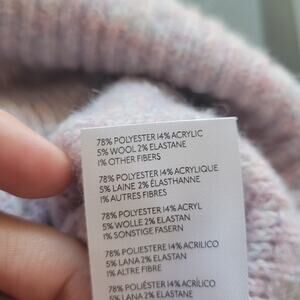 78% POLYESTER 14% ACRYLIC
5% WOOL 2% ELASTANE
1% OTHER FIBERS
78% POLYESTER 14% ACRYLIQUE
5% LAINE 2% ÉLASTHANNE
1% AUTRES FIBRES
78% POLYESTER 14% ACRYL
5% WOLLE 2% ELASTAN
1% SONSTIGE FASERN
78% POLIESTERE 14% ACRILICO
5% LANA 2% ELASTAN
1% ALTRE FIBRE
78% POLIÉSTER 14% ACRÍLICO
5% LANA 2% ELASTANO